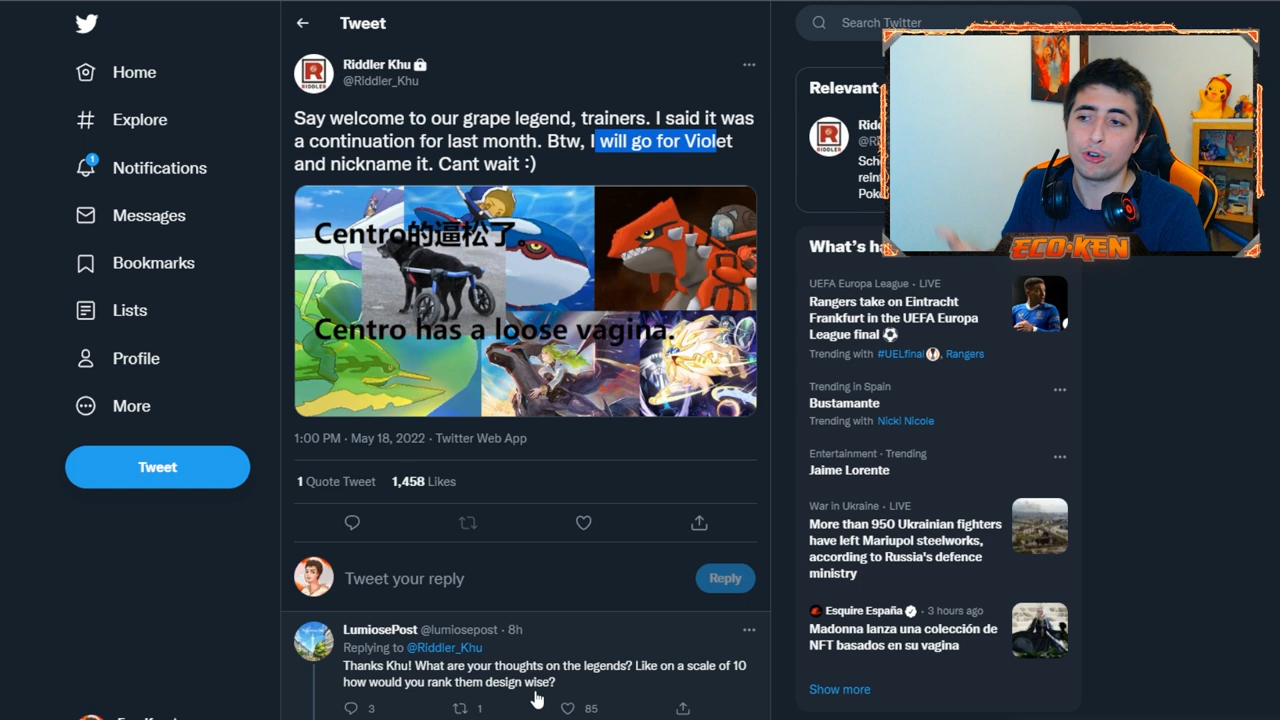 Home
Explore
1
Notifications
Messages
Bookmarks
Lists
Profile
More
Tweet
Tweet
Riddler Khu
@Riddler_Khu
Say welcome to our grape legend, trainers. I said it was
a continuation for last month. Btw, I will go for Violet
and nickname it. Cant wait :)
RIDDLER
Centro的逼松了。
Centro has a loose vagina.
1:00 PM · May 18, 2022 · Twitter Web App
1 Quote Tweet 1,458 Likes
Tweet your reply
Reply
LumiosePost @lumiosepost · 8h
Replying to @Riddler_Khu
Thanks Khu! What are your thoughts on the legends? Like on a scale of 10
how would you rank them design wise?
3 1 85
Search Twitter
Relevant
ECO-KEN
What's ha
UEFA Europa League · LIVE
Rangers take on Eintracht
Frankfurt in the UEFA Europa
League final
Trending with #UELfinal, Rangers
Trending in Spain
Bustamante
Trending with Nicki Nicole
Entertainment · Trending
Jaime Lorente
War in Ukraine · LIVE
More than 950 Ukrainian fighters
have left Mariupol steelworks,
according to Russia's defence
ministry
Esquire España · 3 hours ago
Madonna lanza una colección de
NFT basados en su vagina
Show more